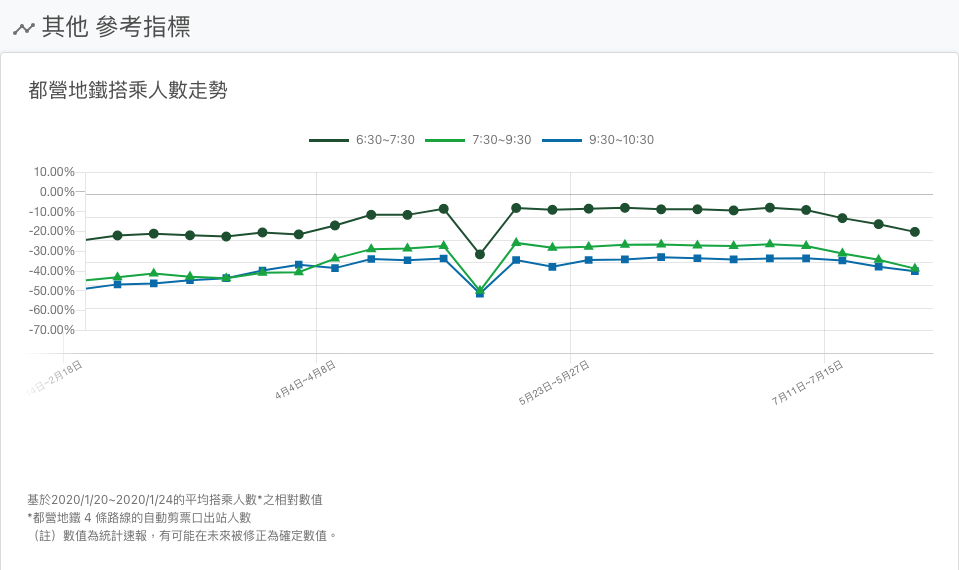 其他 參考指標
都營地鐵搭乘人數走勢
6:30~7:30 7:30~9:30 9:30~10:30
10.00%
0.00%
-10.00%
-20.00%
-30.00%
-40.00%
-50.00%
-60.00%
-70.00%
4日~2月18日 4月4日~4月8日 5月23日~5月27日 7月11日~7月15日
基於2020/1/20~2020/1/24的平均搭乘人數*之相對數值
*都營地鐵 4 條路線的自動剪票口出站人數
（註）數值為統計速報，有可能在未來被修正為確定數值。